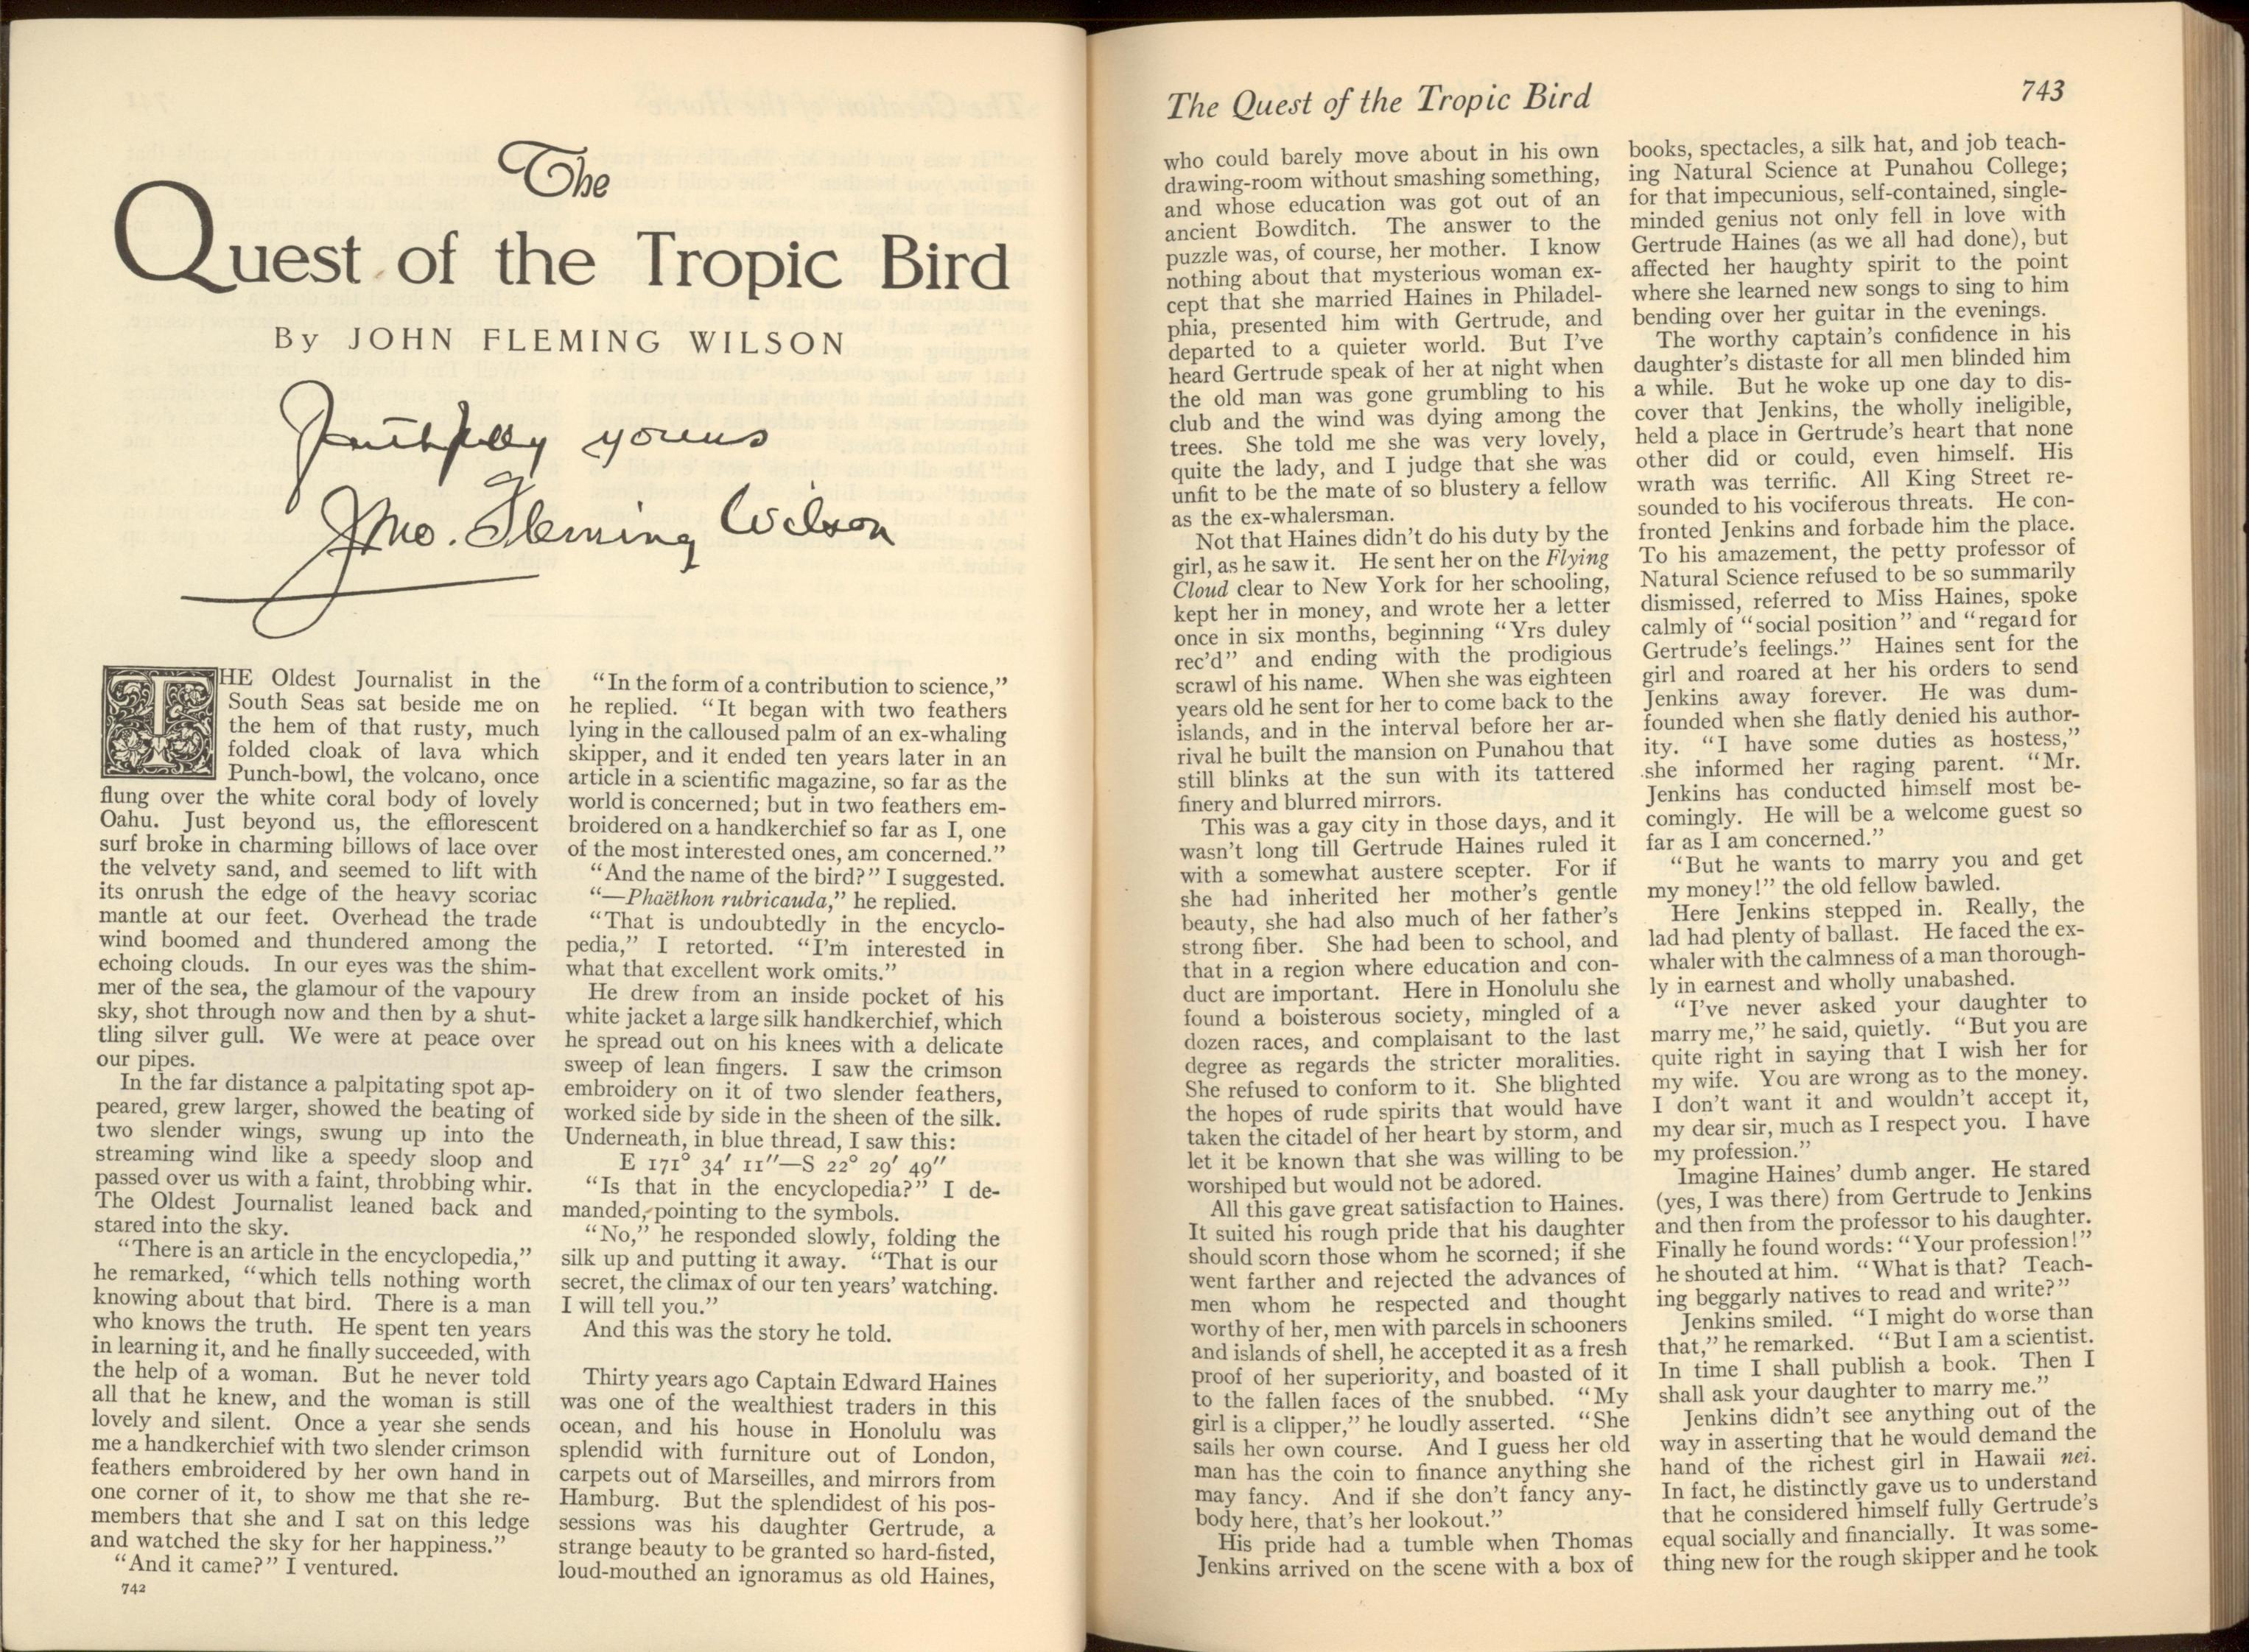 The
Quest of the Tropic Bird
By JOHN FLEMING WILSON
Faithfully yours
Jno. Fleming Wilson
THE Oldest Journalist in the
South Seas sat beside me on
the hem of that rusty, much
folded cloak of lava which
Punch-bowl, the volcano, once
flung over the white coral body of lovely
Oahu. Just beyond us, the efflorescent
surf broke in charming billows of lace over
the velvety sand, and seemed to lift with
its onrush the edge of the heavy scoriac
mantle at our feet. Overhead the trade
wind boomed and thundered among the
echoing clouds. In our eyes was the shim-
mer of the sea, the glamour of the vapoury
sky, shot through now and then by a shut-
tling silver gull. We were at peace over
our pipes.
In the far distance a palpitating spot ap-
peared, grew larger, showed the beating of
two slender wings, swung up into the
streaming wind like a speedy sloop and
passed over us with a faint, throbbing whir.
The Oldest Journalist leaned back and
stared into the sky.
“There is an article in the encyclopedia,”
he remarked, “which tells nothing worth
knowing about that bird. There is a man
who knows the truth. He spent ten years
in learning it, and he finally succeeded, with
the help of a woman. But he never told
all that he knew, and the woman is still
lovely and silent. Once a year she sends
me a handkerchief with two slender crimson
feathers embroidered by her own hand in
one corner of it, to show me that she re-
members that she and I sat on this ledge
and watched the sky for her happiness.”
“And it came?” I ventured.
742
“In the form of a contribution to science,”
he replied. “It began with two feathers
lying in the calloused palm of an ex-whaling
skipper, and it ended ten years later in an
article in a scientific magazine, so far as the
world is concerned; but in two feathers em-
broidered on a handkerchief so far as I, one
of the most interested ones, am concerned.”
“And the name of the bird?” I suggested.
“—Phaëthon rubricauda,” he replied.
“That is undoubtedly in the encyclo-
pedia,” I retorted. “I’m interested in
what that excellent work omits.”
He drew from an inside pocket of his
white jacket a large silk handkerchief, which
he spread out on his knees with a delicate
sweep of lean fingers. I saw the crimson
embroidery on it of two slender feathers,
worked side by side in the sheen of the silk.
Underneath, in blue thread, I saw this:
E 171° 34′ 11″—S 22° 29′ 49″
“Is that in the encyclopedia?” I de-
manded, pointing to the symbols.
“No,” he responded slowly, folding the
silk up and putting it away. “That is our
secret, the climax of our ten years’ watching.
I will tell you.”
And this was the story he told.
Thirty years ago Captain Edward Haines
was one of the wealthiest traders in this
ocean, and his house in Honolulu was
splendid with furniture out of London,
carpets out of Marseilles, and mirrors from
Hamburg. But the splendidest of his pos-
sessions was his daughter Gertrude, a
strange beauty to be granted so hard-fisted,
loud-mouthed an ignoramus as old Haines,
The Quest of the Tropic Bird
743
who could barely move about in his own
drawing-room without smashing something,
and whose education was got out of an
ancient Bowditch. The answer to the
puzzle was, of course, her mother. I know
nothing about that mysterious woman ex-
cept that she married Haines in Philadel-
phia, presented him with Gertrude, and
departed to a quieter world. But I’ve
heard Gertrude speak of her at night when
the old man was gone grumbling to his
club and the wind was dying among the
trees. She told me she was very lovely,
quite the lady, and I judge that she was
unfit to be the mate of so blustery a fellow
as the ex-whalersman.
Not that Haines didn’t do his duty by the
girl, as he saw it. He sent her on the Flying
Cloud clear to New York for her schooling,
kept her in money, and wrote her a letter
once in six months, beginning “Yrs duley
rec’d” and ending with the prodigious
scrawl of his name. When she was eighteen
years old he sent for her to come back to the
islands, and in the interval before her ar-
rival he built the mansion on Punahou that
still blinks at the sun with its tattered
finery and blurred mirrors.
This was a gay city in those days, and it
wasn’t long till Gertrude Haines ruled it
with a somewhat austere scepter. For if
she had inherited her mother’s gentle
beauty, she had also much of her father’s
strong fiber. She had been to school, and
that in a region where education and con-
duct are important. Here in Honolulu she
found a boisterous society, mingled of a
dozen races, and complaisant to the last
degree as regards the stricter moralities.
She refused to conform to it. She blighted
the hopes of rude spirits that would have
taken the citadel of her heart by storm, and
let it be known that she was willing to be
worshiped but would not be adored.
All this gave great satisfaction to Haines.
It suited his rough pride that his daughter
should scorn those whom he scorned; if she
went farther and rejected the advances of
men whom he respected and thought
worthy of her, men with parcels in schooners
and islands of shell, he accepted it as a fresh
proof of her superiority, and boasted of it
to the fallen faces of the snubbed. “My
girl is a clipper,” he loudly asserted. “She
sails her own course. And I guess her old
man has the coin to finance anything she
may fancy. And if she don’t fancy any-
body here, that’s her lookout.”
His pride had a tumble when Thomas
Jenkins arrived on the scene with a box of
books, spectacles, a silk hat, and job teach-
ing Natural Science at Punahou College;
for that impecunious, self-contained, single-
minded genius not only fell in love with
Gertrude Haines (as we all had done), but
affected her haughty spirit to the point
where she learned new songs to sing to him
bending over her guitar in the evenings.
The worthy captain’s confidence in his
daughter’s distaste for all men blinded him
a while. But he woke up one day to dis-
cover that Jenkins, the wholly ineligible,
held a place in Gertrude’s heart that none
other did or could, even himself. His
wrath was terrific. All King Street re-
sounded to his vociferous threats. He con-
fronted Jenkins and forbade him the place.
To his amazement, the petty professor of
Natural Science refused to be so summarily
dismissed, referred to Miss Haines, spoke
calmly of “social position” and “regard for
Gertrude’s feelings.” Haines sent for the
girl and roared at her his orders to send
Jenkins away forever. He was dum-
founded when she flatly denied his author-
ity. “I have some duties as hostess,”
she informed her raging parent. “Mr.
Jenkins has conducted himself most be-
comingly. He will be a welcome guest so
far as I am concerned.”
“But he wants to marry you and get
my money!” the old fellow bawled.
Here Jenkins stepped in. Really, the
lad had plenty of ballast. He faced the ex-
whaler with the calmness of a man thorough-
ly in earnest and wholly unabashed.
“I’ve never asked your daughter to
marry me,” he said, quietly. “But you are
quite right in saying that I wish her for
my wife. You are wrong as to the money.
I don’t want it and wouldn’t accept it,
my dear sir, much as I respect you. I have
my profession.”
Imagine Haines’ dumb anger. He stared
(yes, I was there) from Gertrude to Jenkins
and then from the professor to his daughter.
Finally he found words: “Your profession!”
he shouted at him. “What is that? Teach-
ing beggarly natives to read and write?”
Jenkins smiled. “I might do worse than
that,” he remarked. “But I am a scientist.
In time I shall publish a book. Then I
shall ask your daughter to marry me.”
Jenkins didn’t see anything out of the
way in asserting that he would demand the
hand of the richest girl in Hawaii nei.
In fact, he distinctly gave us to understand
that he considered himself fully Gertrude’s
equal socially and financially. It was some-
thing new for the rough skipper and he took